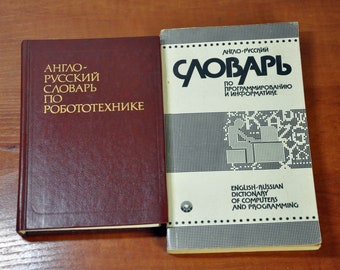 АНГЛО-
РУССКИЙ
СЛОВАРЬ
ПО
РОБОТОТЕХНИКЕ
АНГЛО-РУССКИЙ
СЛОВАРЬ
ПО
ПРОГРАММИРОВАНИЮ
И ИНФОРМАТИКЕ
ENGLISH-RUSSIAN
DICTIONARY
OF COMPUTERS
AND PROGRAMMING